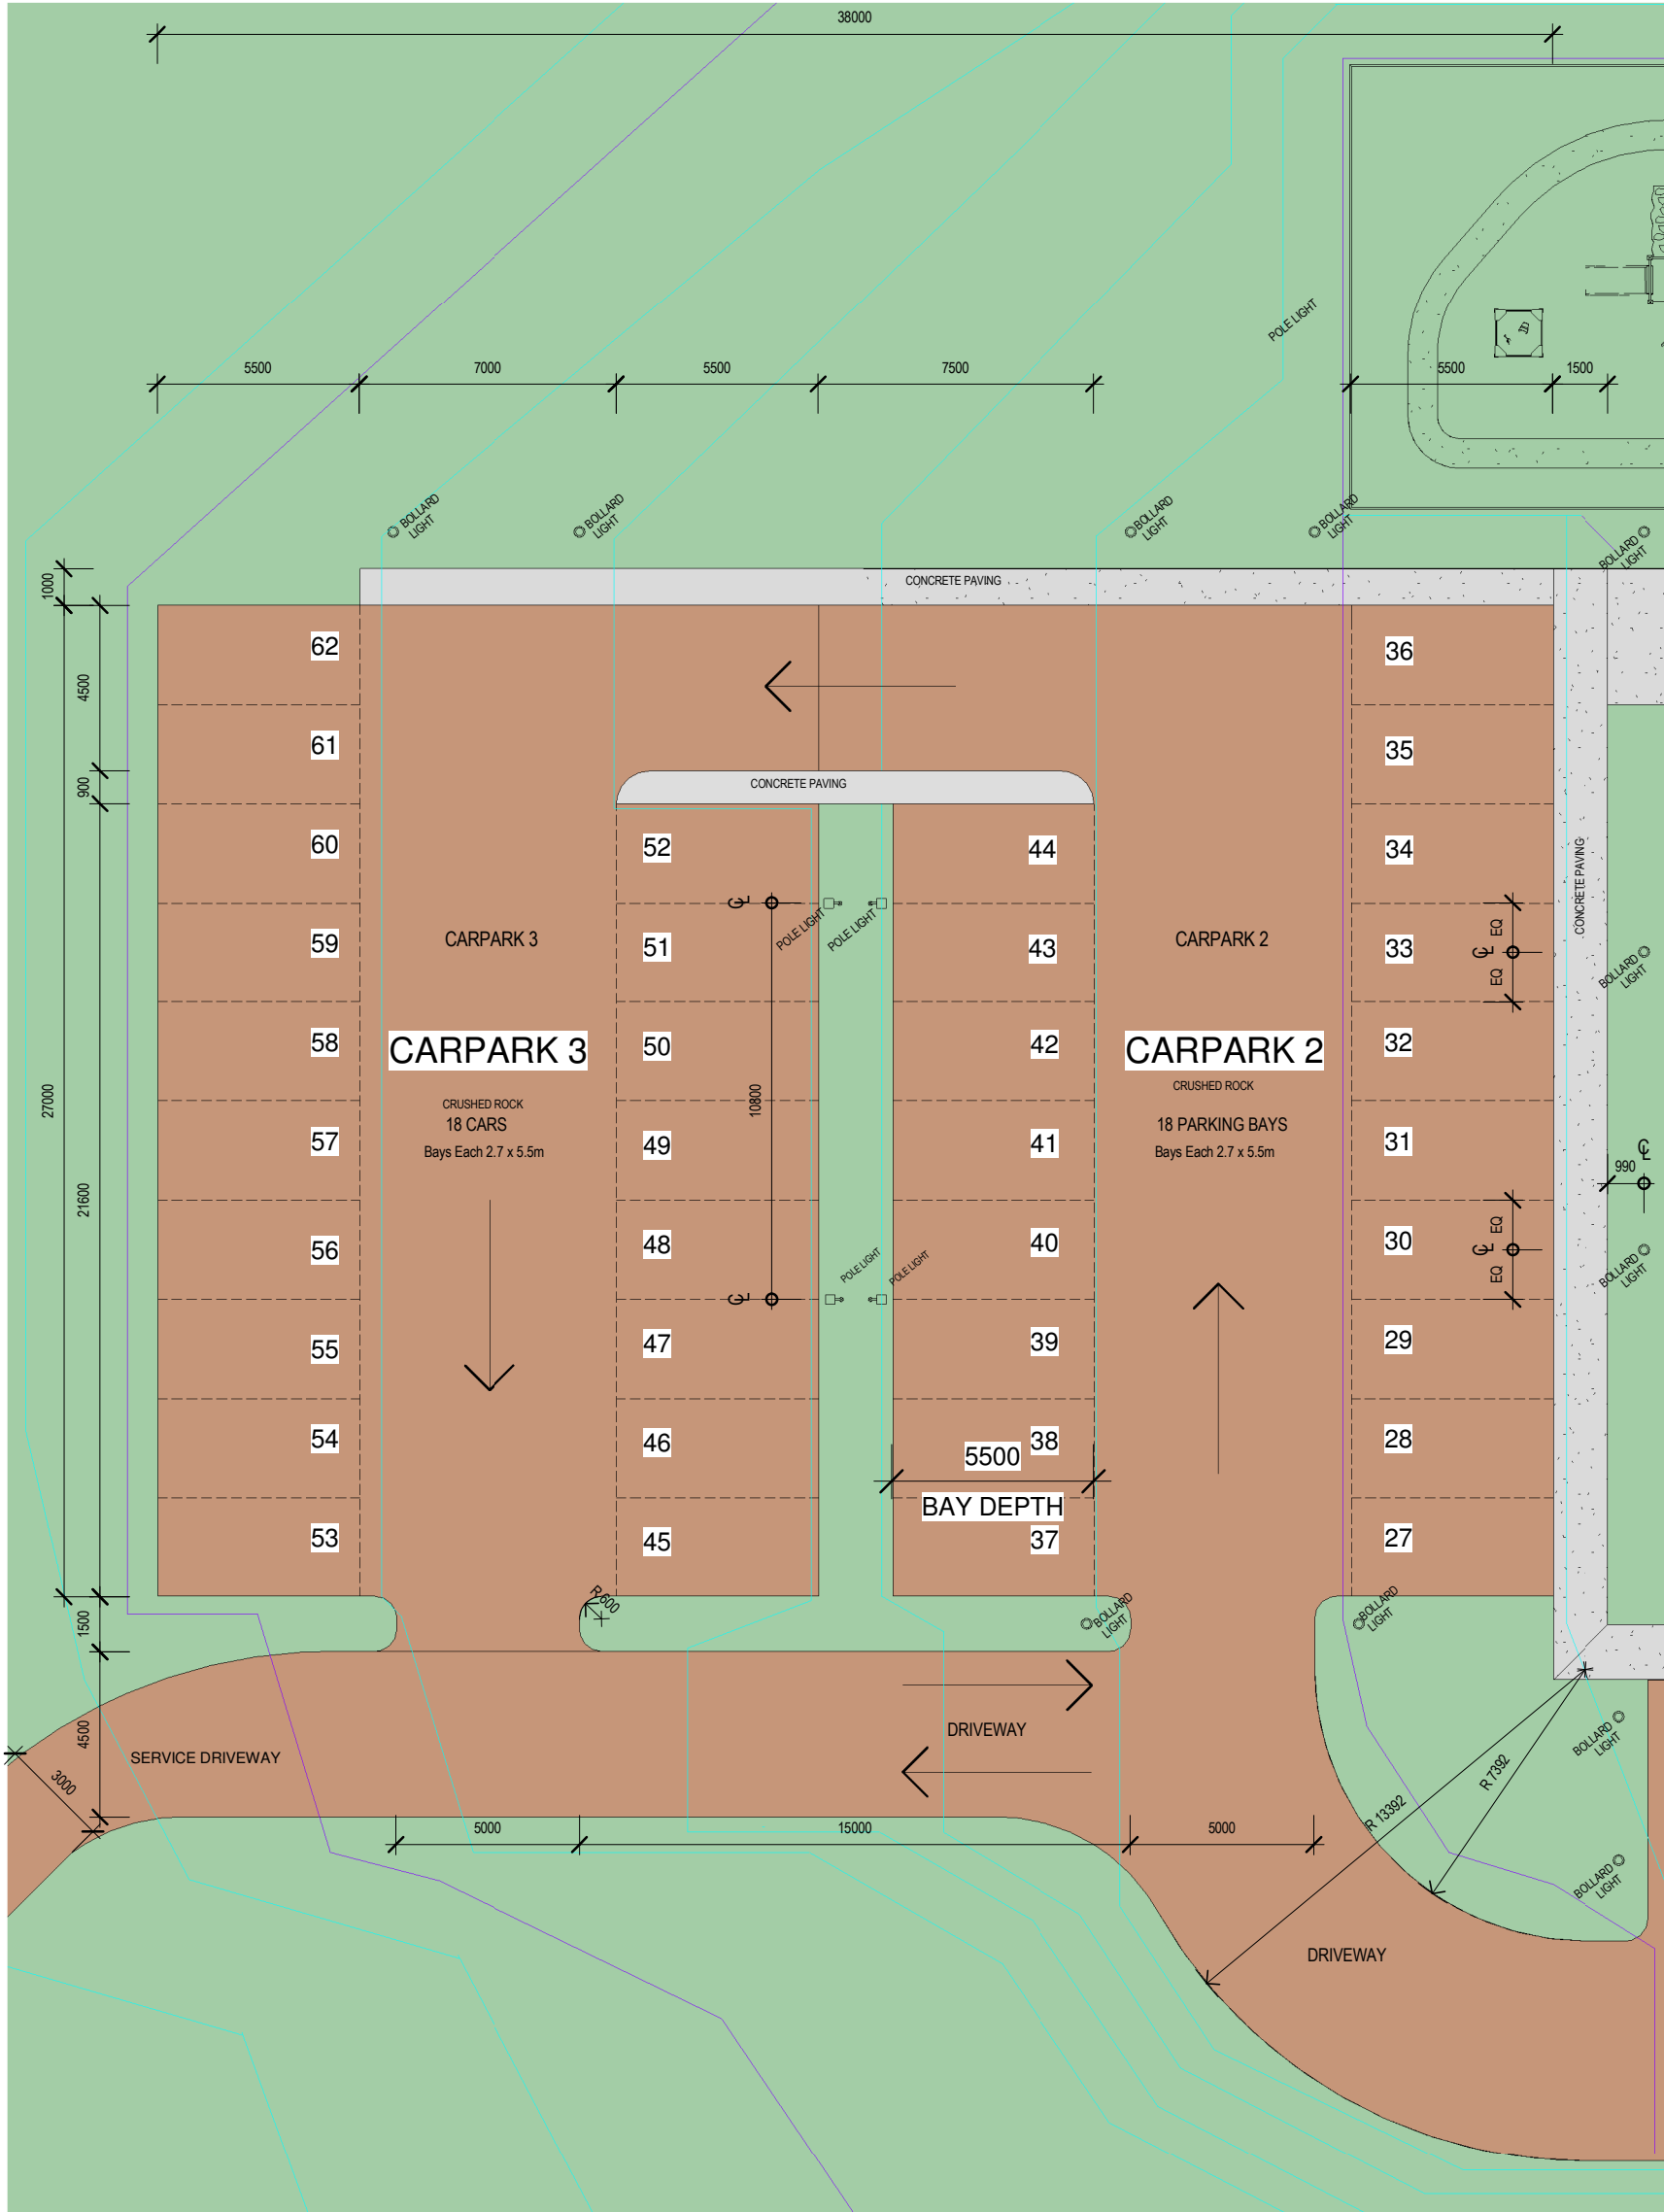 38000
5500
7000
5500
7500
5500
1500
POLE LIGHT
BOLLARD
LIGHT
BOLLARD
LIGHT
BOLLARD
LIGHT
BOLLARD
LIGHT
BOLLARD
LIGHT
1000
CONCRETE PAVING
62
36
4500
61
35
900
CONCRETE PAVING
60
52
44
34
CONCRETE PAVING
POLE LIGHT
POLE LIGHT
59
CARPARK 3
51
43
CARPARK 2
33
EQ
EQ
BOLLARD
LIGHT
58
CARPARK 3
50
42
CARPARK 2
32
CRUSHED ROCK
27000
10800
CRUSHED ROCK
18 CARS
Bays Each 2.7 x 5.5m
18 PARKING BAYS
Bays Each 2.7 x 5.5m
57
49
41
31
990
21600
56
48
40
30
EQ
EQ
BOLLARD
LIGHT
POLE LIGHT
POLE LIGHT
55
47
39
29
54
46
38
28
5500
BAY DEPTH
53
45
37
27
1500
R 600
BOLLARD
LIGHT
BOLLARD
LIGHT
4500
DRIVEWAY
SERVICE DRIVEWAY
3000
BOLLARD
LIGHT
R 7392
R 13392
5000
15000
5000
BOLLARD
LIGHT
DRIVEWAY